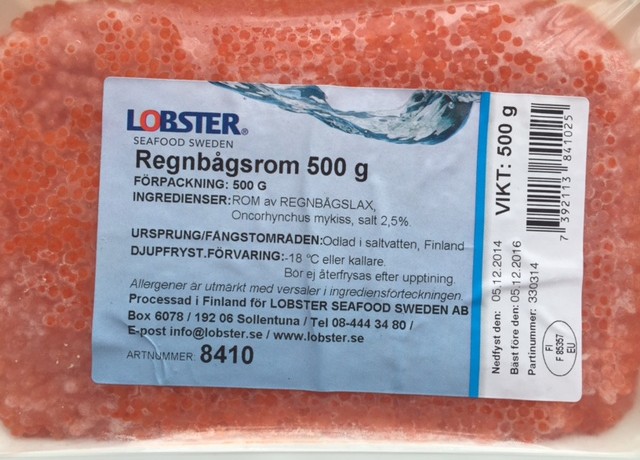 LOBSTER®
SEAFOOD SWEDEN
Regnbågsrom 500 g
FÖRPACKNING: 500 G
INGREDIENSER:ROM av REGNBÅGSLAX,
Oncorhynchus mykiss, salt 2,5%.
URSPRUNG/FÅNGSTOMRÅDEN:Odlad i saltvatten, Finland
DJUPFRYST.FÖRVARING:-18 °C eller kallare.
Bör ej återfrysas efter upptining.
Allergener är utmärkt med versaler i ingrediensförteckningen.
Processad i Finland för LOBSTER SEAFOOD SWEDEN AB
Box 6078 / 192 06 Sollentuna / Tel 08-444 34 80 /
E-post info@lobster.se / www.lobster.se
ARTNUMMER: 8410
VIKT: 500 g
7 392113 841025
Nedfyst den: 05.12.2014
Bäst före den: 05.12.2016
Partinummer: 330314
FI
F 85357
EU